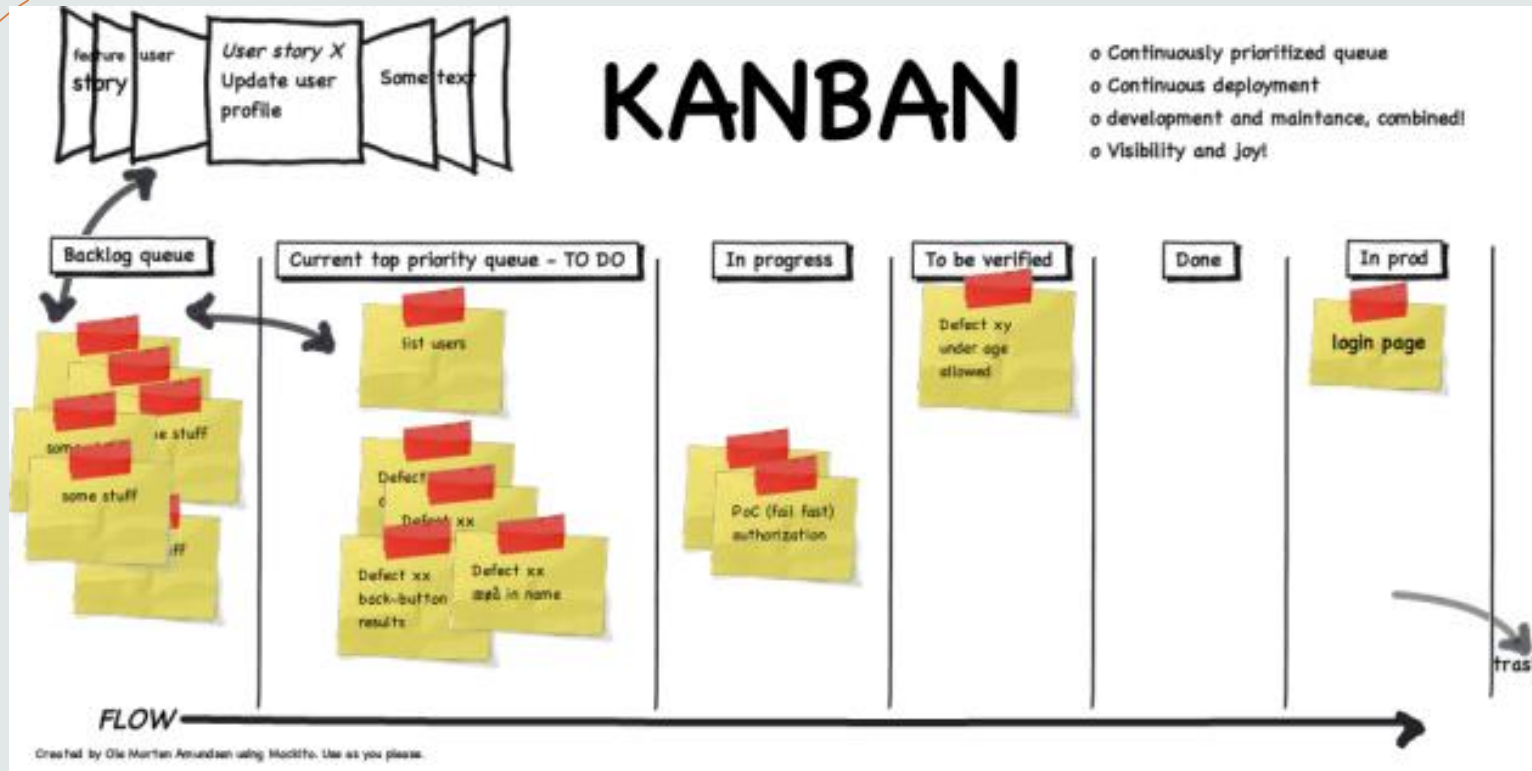 feature user
story
User story X
Update user
profile
Some text
KANBAN
o Continuously prioritized queue
o Continuous deployment
o development and maintance, combined!
o Visibility and joy!
Backlog queue
Current top priority queue - TO DO
In progress
To be verified
Done
In prod
some stuff
list users
Defect
Defect xx
Defect xx
back-button
results
Defect xx
æøå in name
PoC (fail fast)
authorization
Defect xy
under age
allowed
login page
FLOW
Created by Ole Morten Amundsen using Mockito. Use as you please.